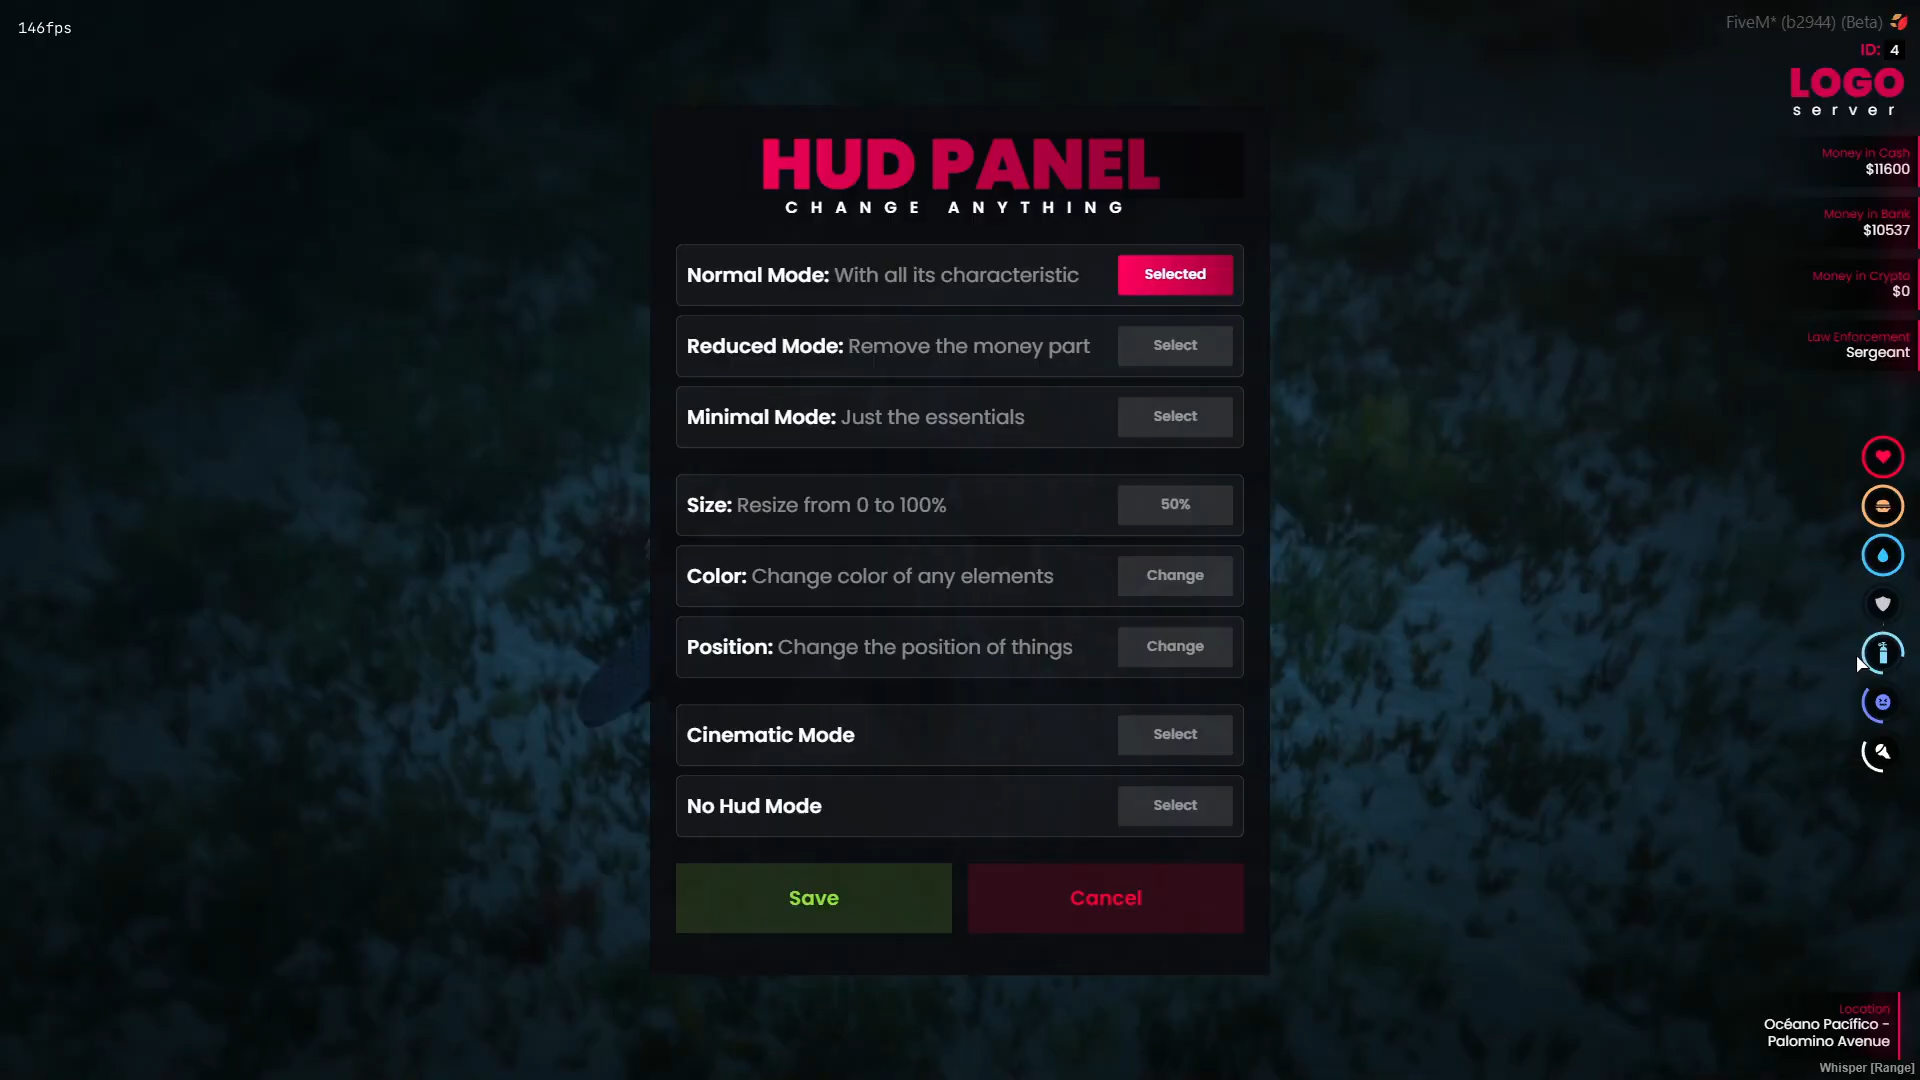 146fps
FiveM* (b2944) (Beta)
ID: 4
LOGO
server
Money in Cash
$11600
Money in Bank
$10537
Money in Crypto
$0
Law Enforcement
Sergeant
HUD PANEL
CHANGE ANYTHING
Normal Mode: With all its characteristic Selected
Reduced Mode: Remove the money part Select
Minimal Mode: Just the essentials Select
Size: Resize from 0 to 100% 50%
Color: Change color of any elements Change
Position: Change the position of things Change
Cinematic Mode Select
No Hud Mode Select
Save Cancel
Location
Océano Pacífico -
Palomino Avenue
Whisper [Range]